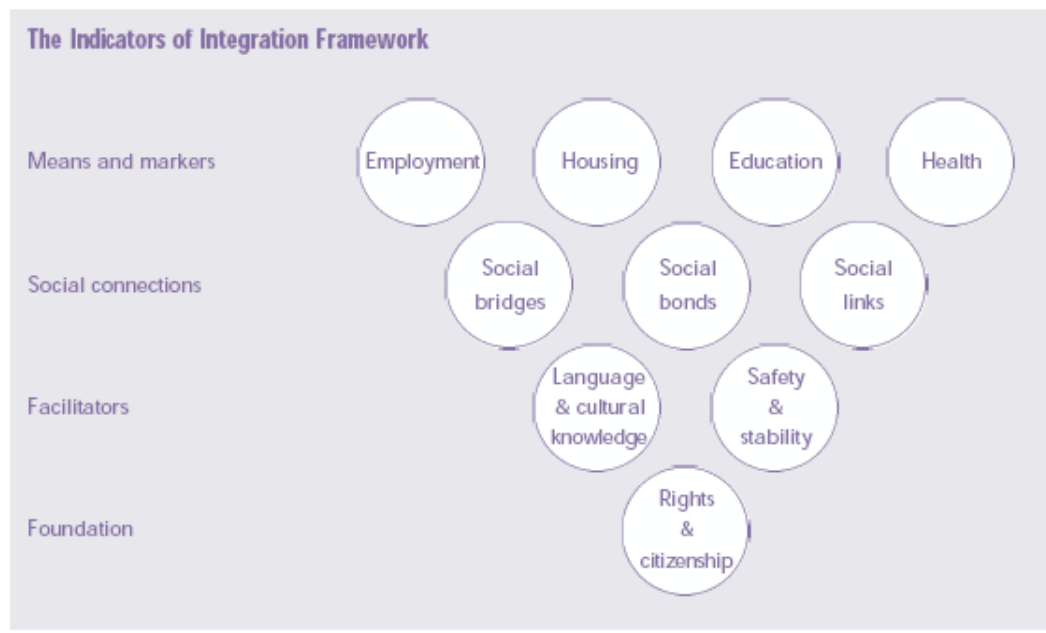 The Indicators of Integration Framework
Means and markers
Employment
Housing
Education
Health
Social connections
Social
bridges
Social
bonds
Social
links
Facilitators
Language
& cultural
knowledge
Safety
&
stability
Foundation
Rights
&
citizenship